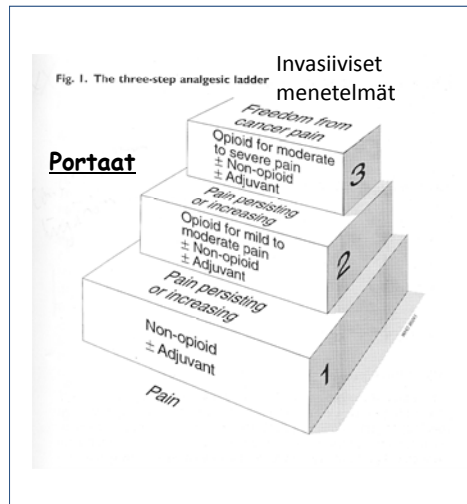 Invasiiviset
menetelmät
Fig. 1. The three-step analgesic ladder
Portaat
Freedom from
cancer pain
Opioid for moderate
to severe pain
± Non-opioid
± Adjuvant
3
Pain persisting
or increasing
Opioid for mild to
moderate pain
± Non-opioid
± Adjuvant
2
Pain persisting
or increasing
Non-opioid
± Adjuvant
1
Pain